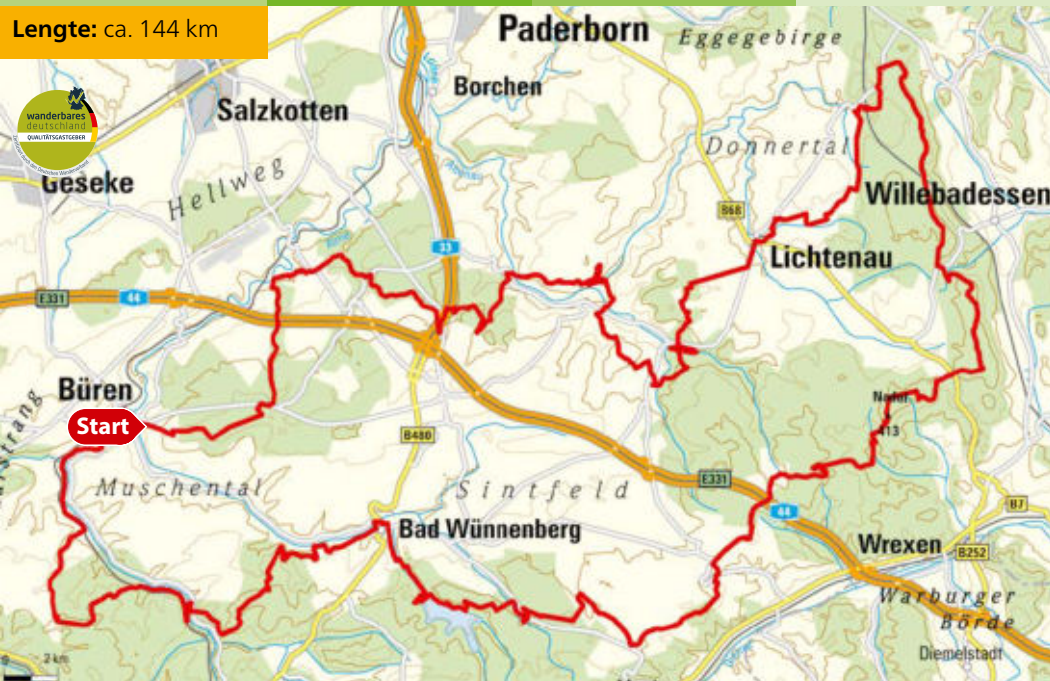 Lengte: ca. 144 km
Paderborn
Eggegebirge
Borchen
Salzkotten
wanderbares
deutschland
QUALITÄTSGASTGEBER
Donnertal
Geseke
Hellweg
Willebadessen
B68
33
Lichtenau
E331
44
Büren
Start
B480
Muschental
Sintfeld
E331
44
B7
Bad Wünnenberg
Wrexen
B252
Warburger
Börde
Diemelstadt
2 km